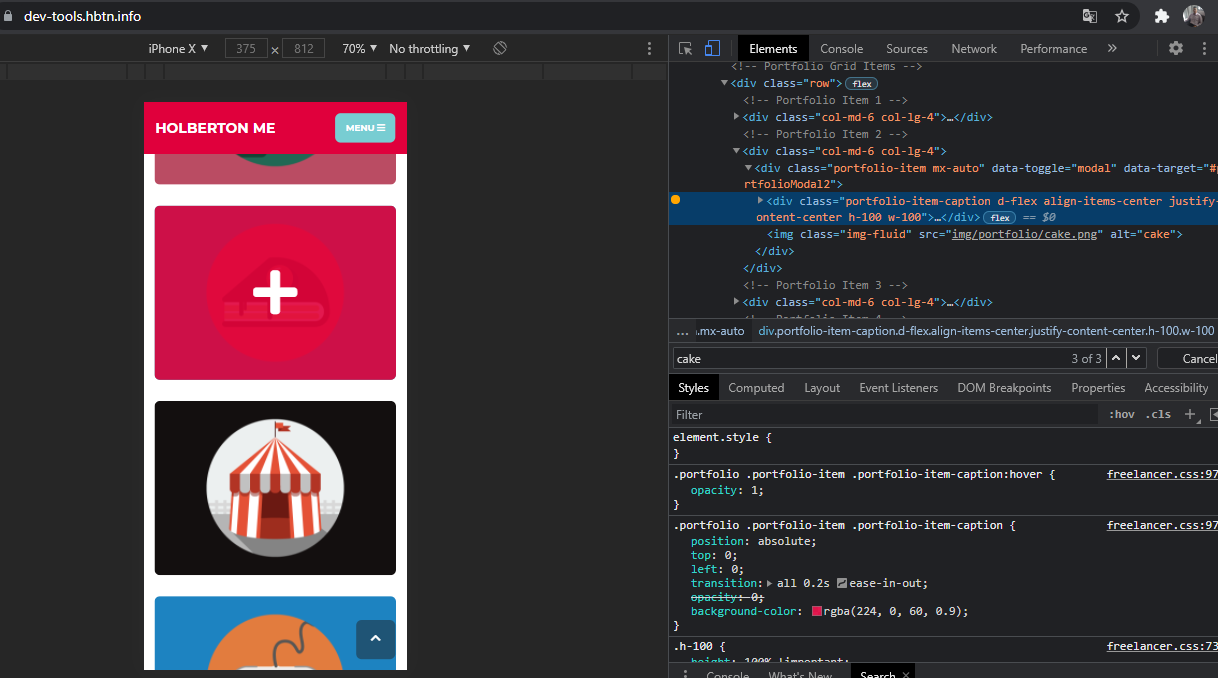 dev-tools.hbtn.info
iPhone X ▼ 375 × 812 70% ▼ No throttling ▼
Elements Console Sources Network Performance »
HOLBERTON ME
MENU
<!-- Portfolio Grid Items -->
▼<div class="row"> flex
<!-- Portfolio Item 1 -->
▶<div class="col-md-6 col-lg-4">…</div>
<!-- Portfolio Item 2 -->
▼<div class="col-md-6 col-lg-4">
▼<div class="portfolio-item mx-auto" data-toggle="modal" data-target="#p
rtfolioModal2">
▶<div class="portfolio-item-caption d-flex align-items-center justify-
ontent-center h-100 w-100">…</div> flex == $0
<img class="img-fluid" src="img/portfolio/cake.png" alt="cake">
</div>
</div>
<!-- Portfolio Item 3 -->
▶<div class="col-md-6 col-lg-4">…</div>
<!-- Portfolio Item 4 -->
... .mx-auto div.portfolio-item-caption.d-flex.align-items-center.justify-content-center.h-100.w-100
cake 3 of 3 Cancel
Styles Computed Layout Event Listeners DOM Breakpoints Properties Accessibility
Filter :hov .cls +
element.style {
}
.portfolio .portfolio-item .portfolio-item-caption:hover { freelancer.css:97
opacity: 1;
}
.portfolio .portfolio-item .portfolio-item-caption { freelancer.css:97
position: absolute;
top: 0;
left: 0;
transition: ▶ all 0.2s ease-in-out;
opacity: 0;
background-color: rgba(224, 0, 60, 0.9);
}
.h-100 { freelancer.css:73
height: 100% !important;
Console What's New Search ×